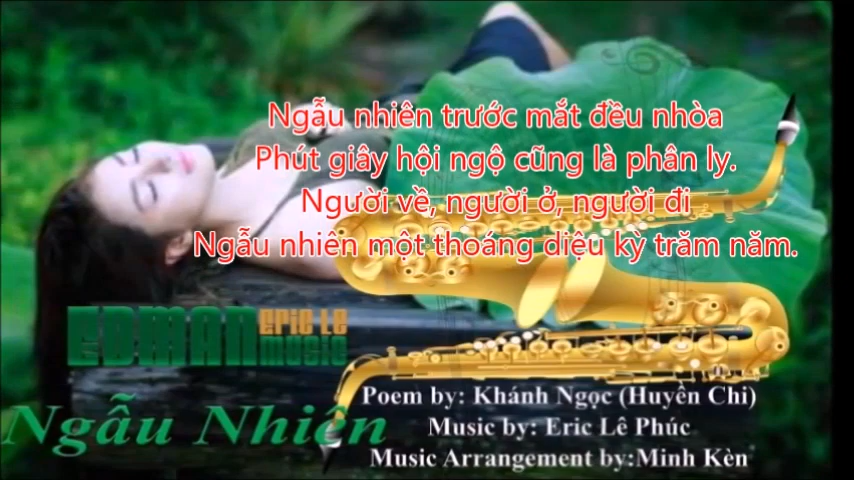 Ngẫu nhiên trước mắt đều nhòa
Phút giây hội ngộ cũng là phân ly.
Người về, người ở, người đi
Ngẫu nhiên một thoáng diệu kỳ trăm năm.
EDMAN Eric Le Music
Poem by: Khánh Ngọc (Huyền Chi)
Ngẫu Nhiên
Music by: Eric Lê Phúc
Music Arrangement by:Minh Kèn